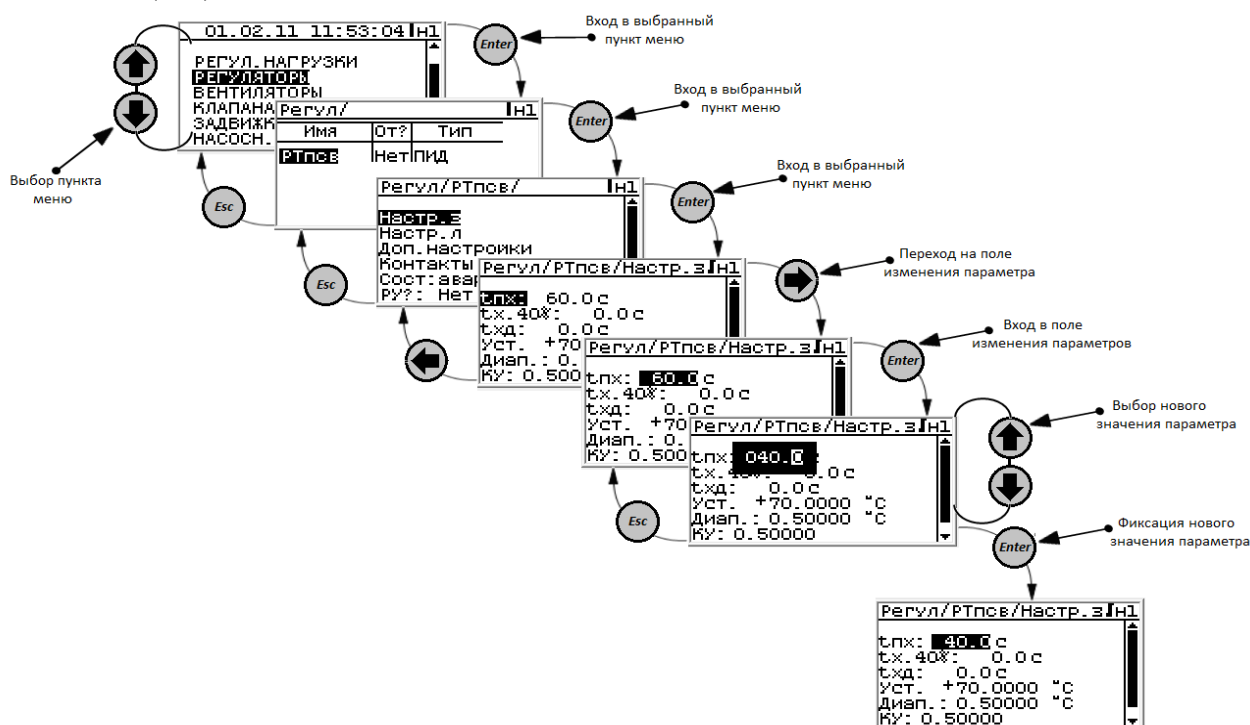 Вход в выбранный
пункт меню
01.02.11 11:53:04 Н1
Enter
РЕГУЛ.НАГРУЗКИ
РЕГУЛЯТОРЫ
ВЕНТИЛЯТОРЫ
КЛАПАНА
ЗАДВИЖК
НАСОСН.
Выбор пункта
меню
Esc
Вход в выбранный
пункт меню
Регул/ Н1
Enter
Имя От? Тип
РТпсв Нет ПИД
Esc
Вход в выбранный
пункт меню
Регул/РТпсв/ Н1
Enter
Настр.з
Настр.л
Доп.настройки
Контакты
Сост:авар
РУ?: Нет
Переход на поле
изменения параметра
Регул/РТпсв/Настр.з Н1
tпх: 60.0с
tх.40%: 0.0с
tхд: 0.0с
Уст. +70
Диап.: 0.
КУ: 0.500
Вход в поле
изменения параметров
Регул/РТпсв/Настр.з Н1
Enter
tпх: 60.0 с
tх.40%: 0.0с
tхд: 0.0с
Уст. +70
Диап.: 0.
КУ: 0.500
Esc
Выбор нового
значения параметра
Регул/РТпсв/Настр.з Н1
tпх: 040.0
tхд: 0.0с
Уст. +70.0000 °С
Диап.: 0.50000 °С
КУ: 0.50000
Фиксация нового
значения параметра
Enter
Регул/РТпсв/Настр.з Н1
tпх: 40.0 с
tх.40%: 0.0с
tхд: 0.0с
Уст. +70.0000 °С
Диап.: 0.50000 °С
КУ: 0.50000